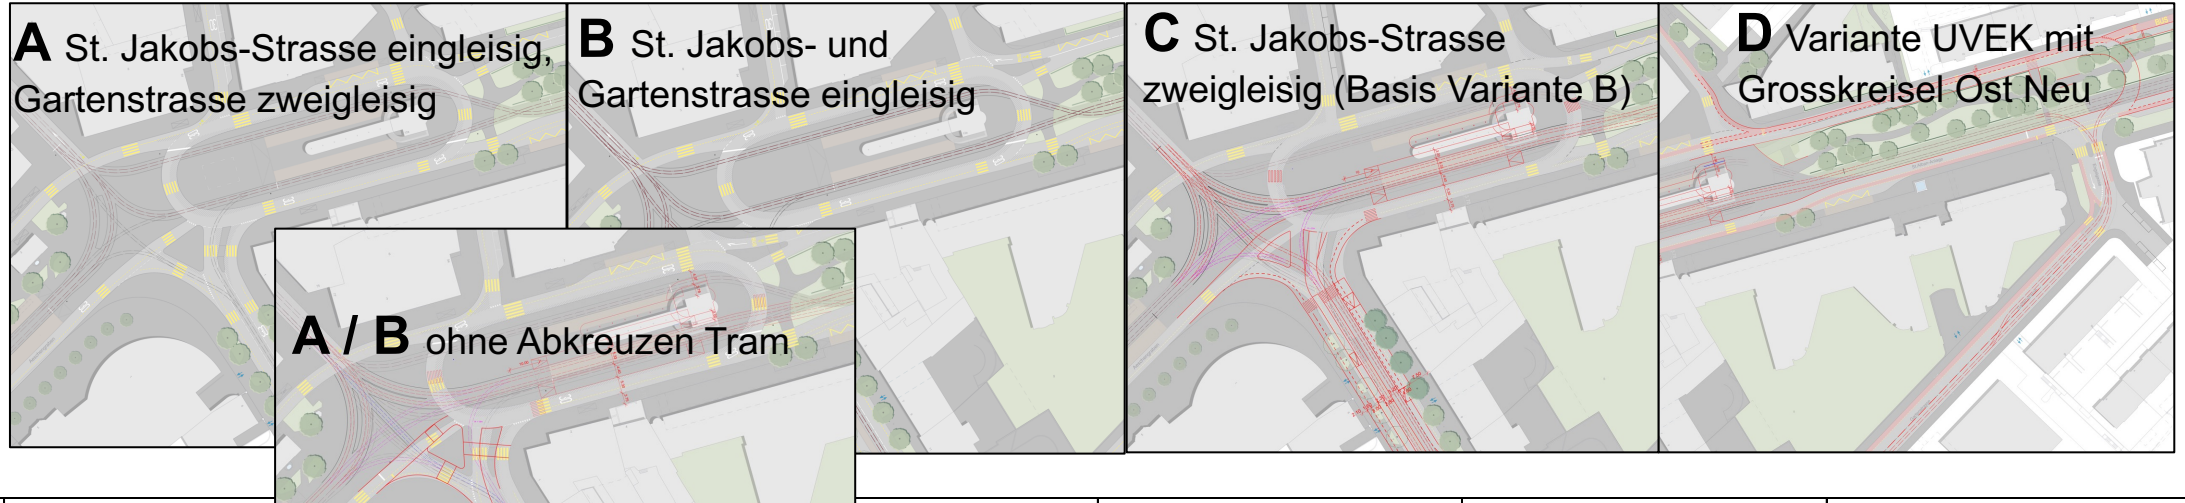 A St. Jakobs-Strasse eingleisig,
Gartenstrasse zweigleisig
B St. Jakobs- und
Gartenstrasse eingleisig
A / B ohne Abkreuzen Tram
C St. Jakobs-Strasse
zweigleisig (Basis Variante B)
D Variante UVEK mit
Grosskreisel Ost Neu